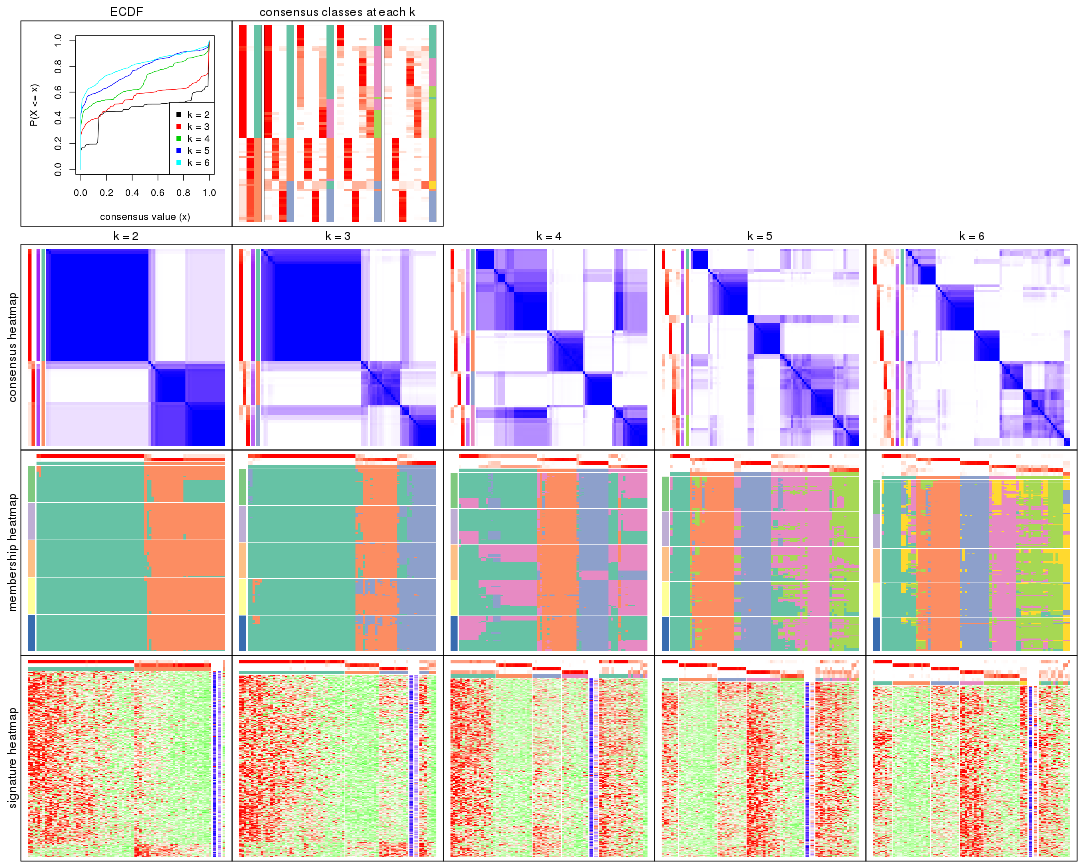 ECDF
consensus classes at each k
P(X <= x)
0.0 0.2 0.4 0.6 0.8 1.0
k = 2
k = 3
k = 4
k = 5
k = 6
0.0 0.2 0.4 0.6 0.8 1.0
consensus value (x)
k = 2
k = 3
k = 4
k = 5
k = 6
consensus heatmap
membership heatmap
signature heatmap